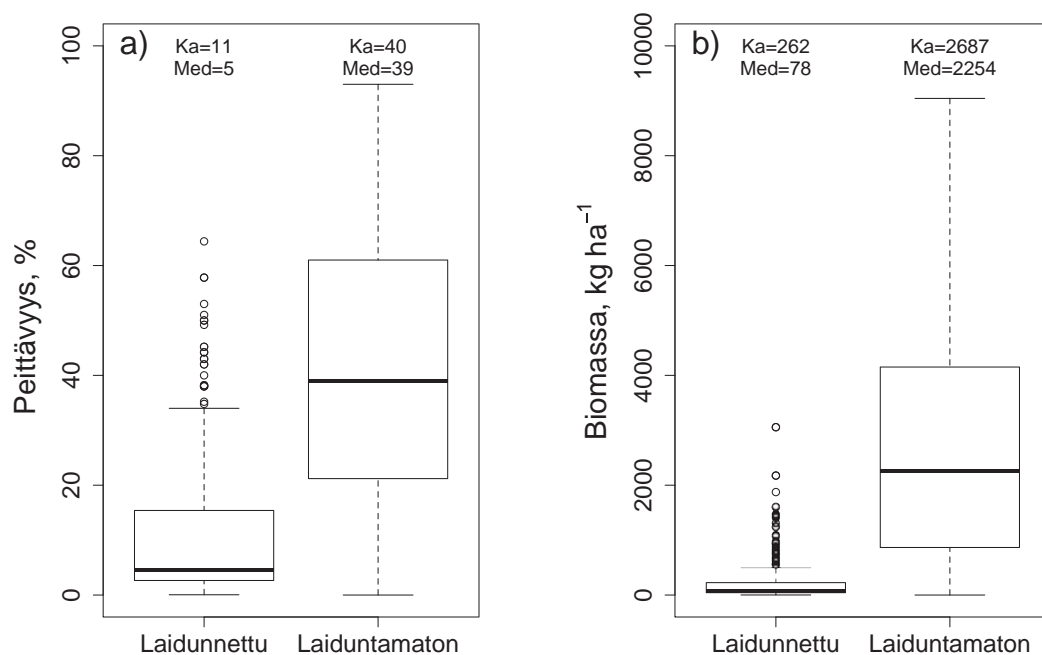 a)
Ka=11
Med=5
Ka=40
Med=39
Peittävyys, %
100
80
60
40
20
0
Laidunnettu
Laiduntamaton
b)
Ka=262
Med=78
Ka=2687
Med=2254
Biomassa, kg ha⁻¹
10000
8000
6000
4000
2000
0
Laidunnettu
Laiduntamaton